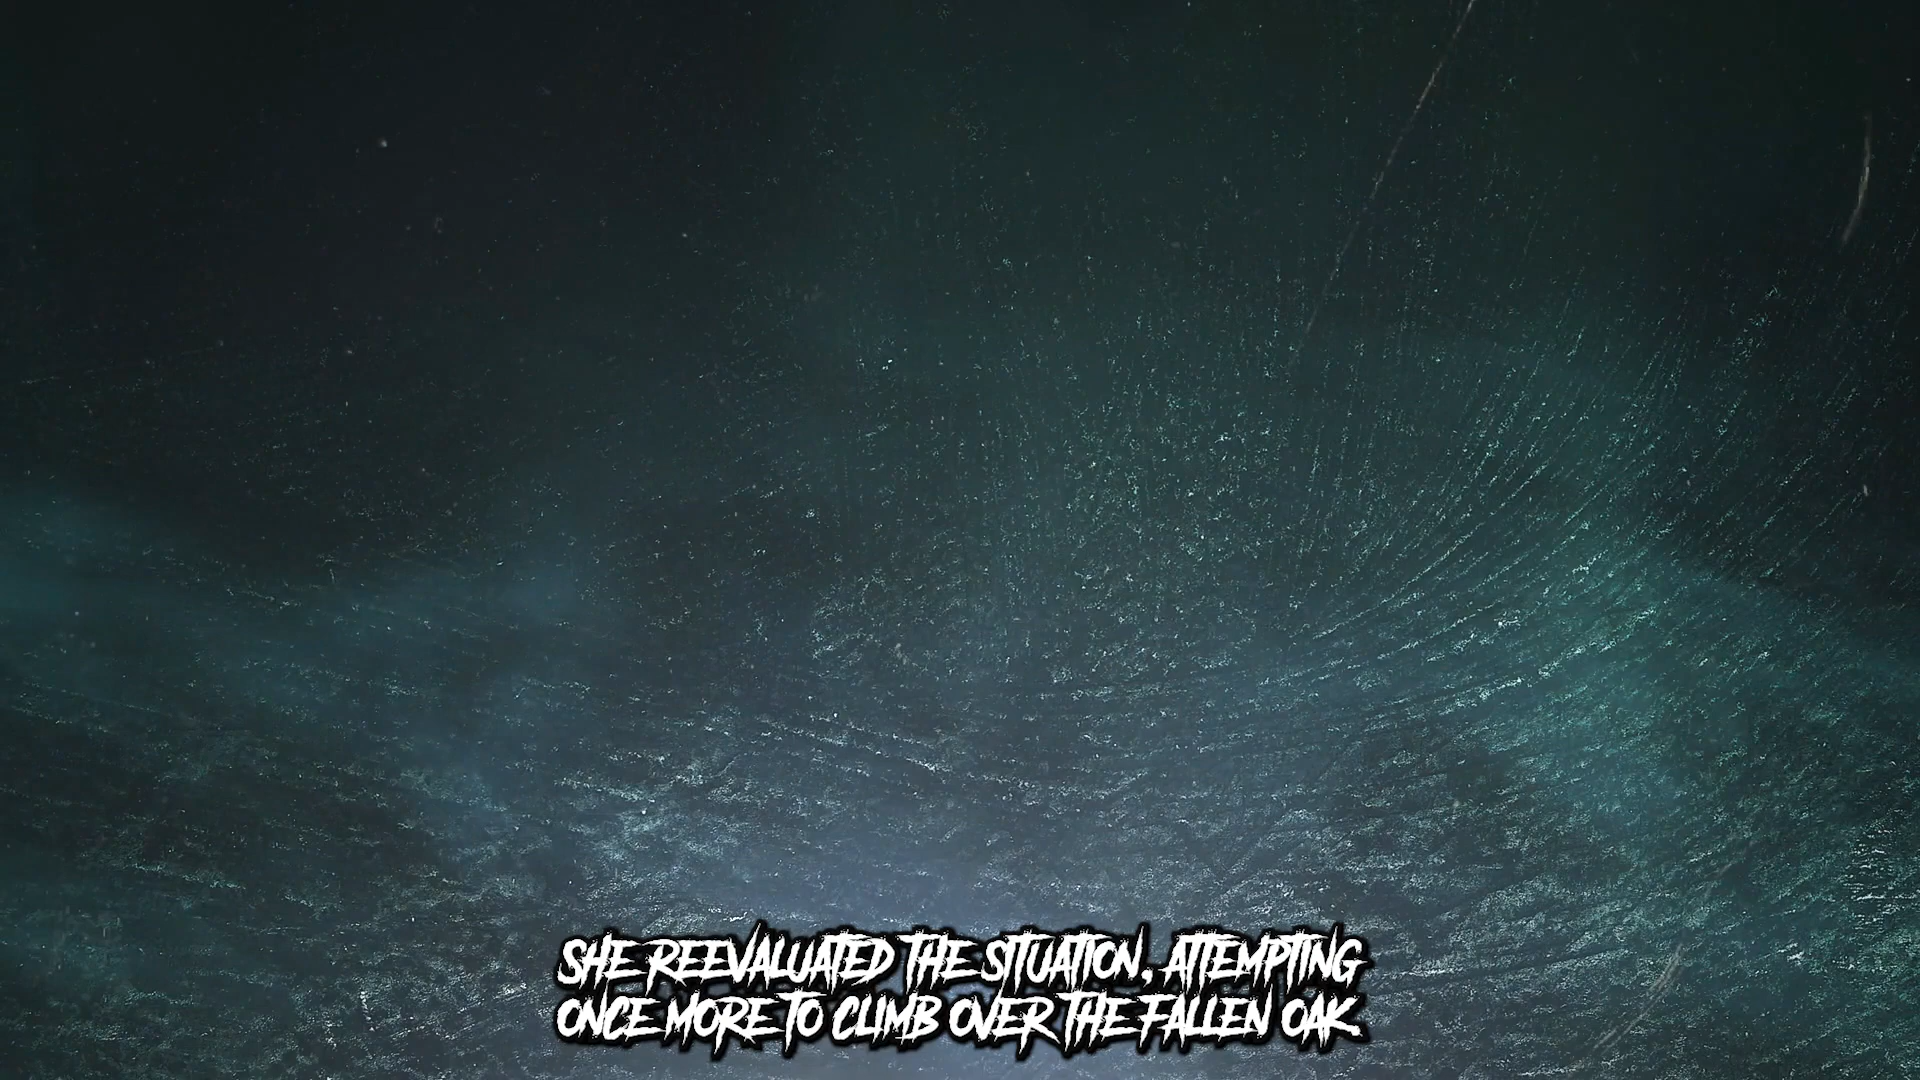 SHE REEVALUATED THE SITUATION, ATTEMPTING
ONCE MORE TO CLIMB OVER THE FALLEN OAK.